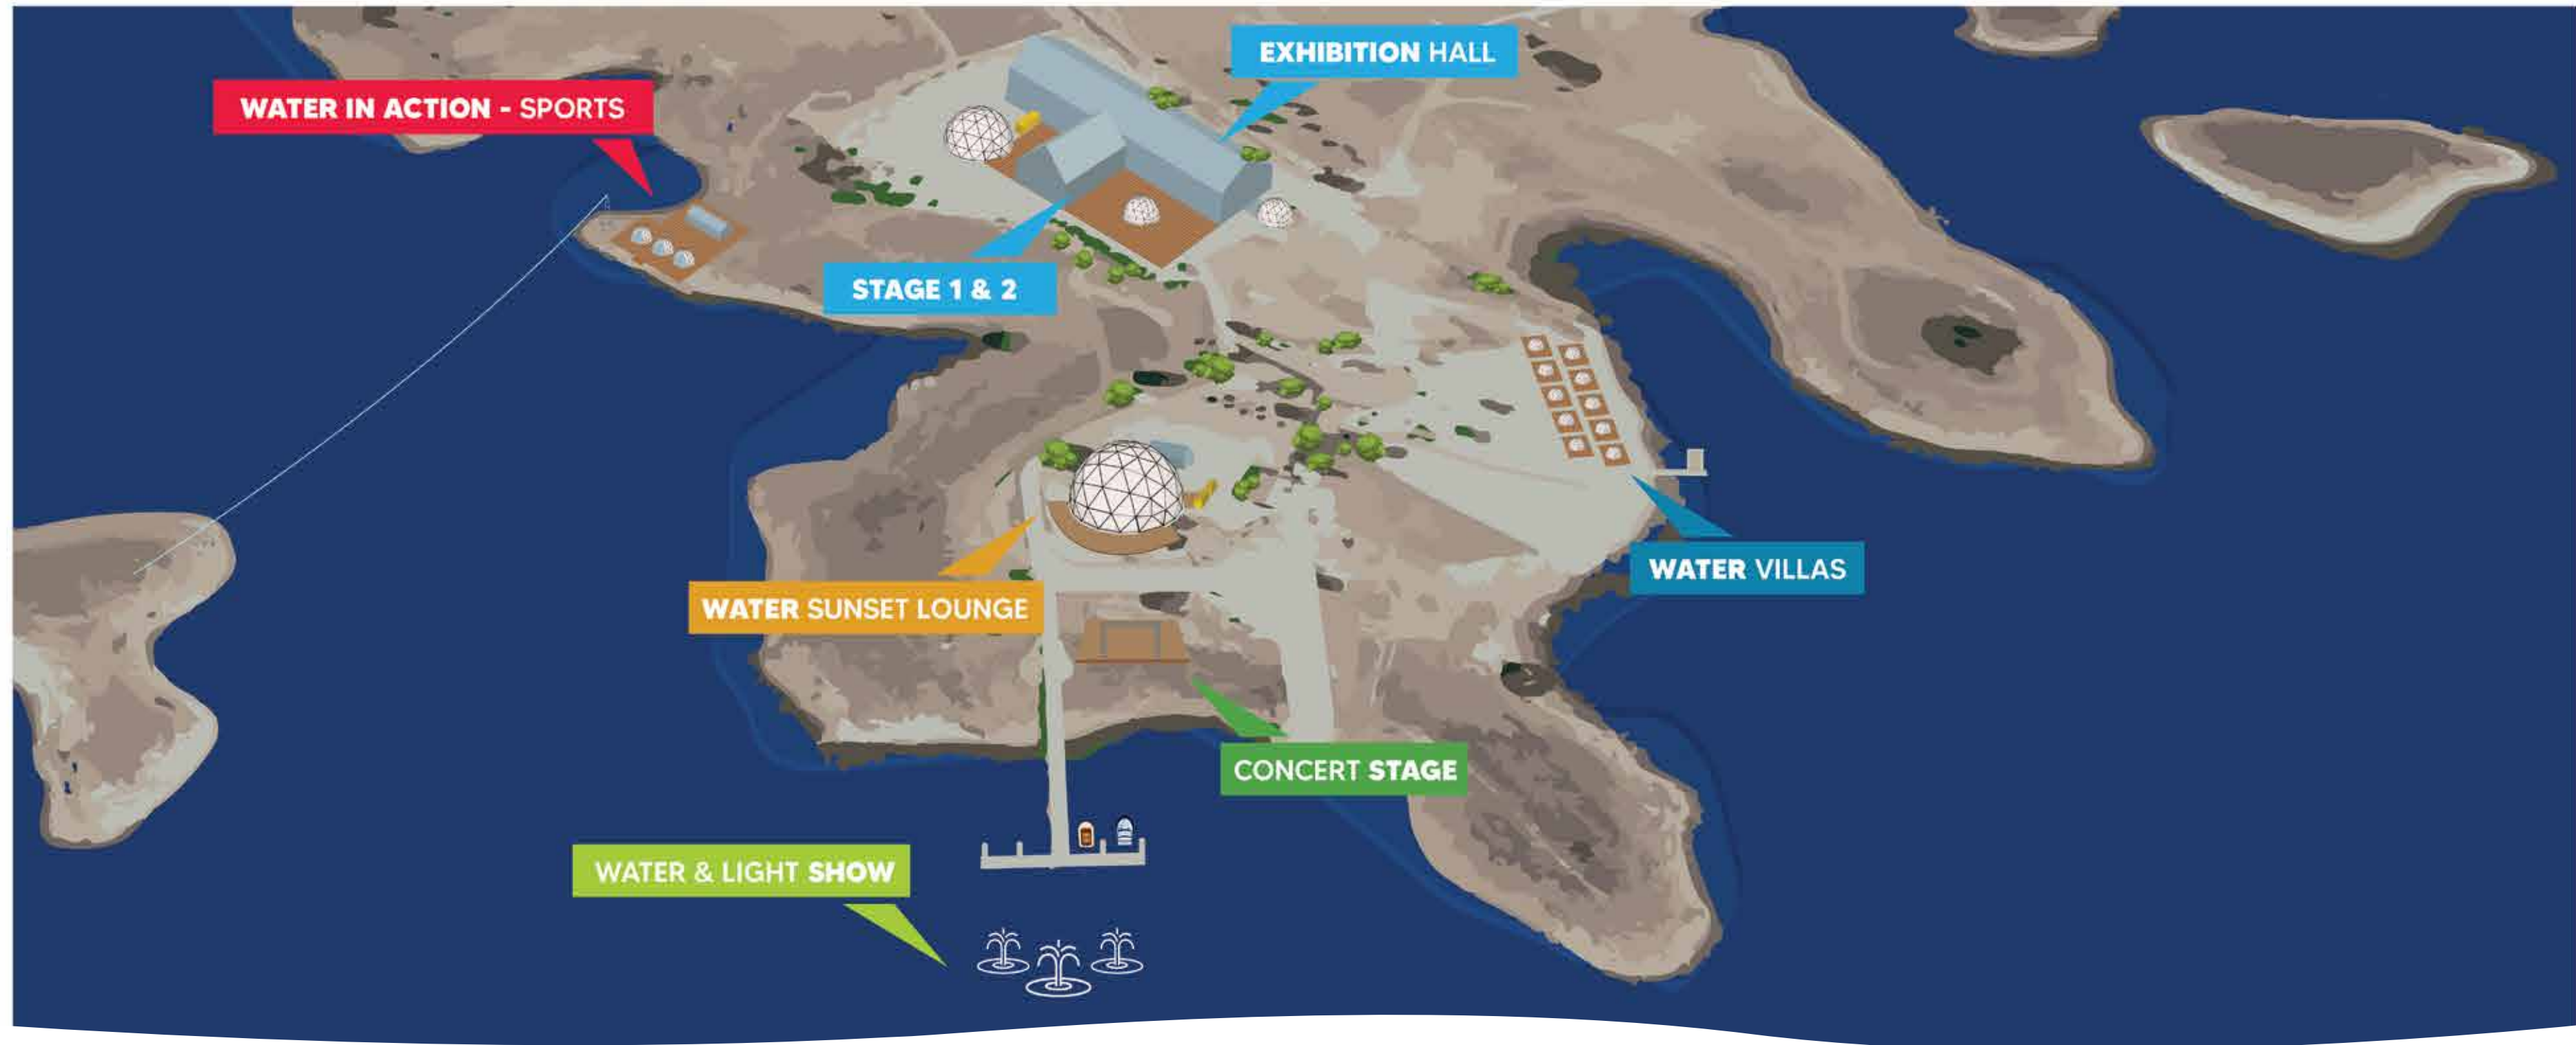 EXHIBITION HALL
WATER IN ACTION - SPORTS
STAGE 1 & 2
WATER VILLAS
WATER SUNSET LOUNGE
CONCERT STAGE
WATER & LIGHT SHOW